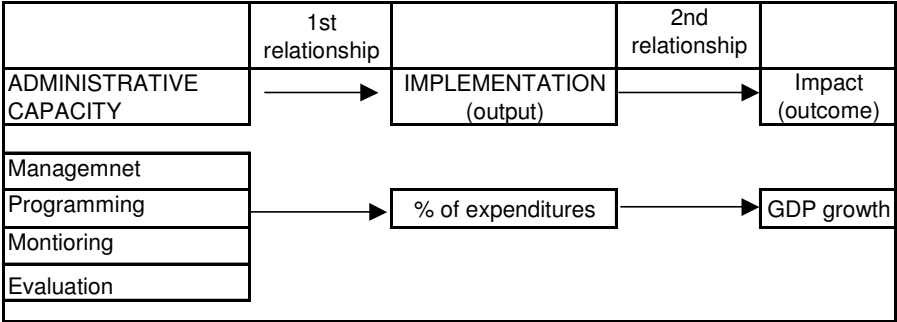 1st
relationship
2nd
relationship
ADMINISTRATIVE
CAPACITY
IMPLEMENTATION
(output)
Impact
(outcome)
Managemnet
Programming
% of expenditures
GDP growth
Montioring
Evaluation